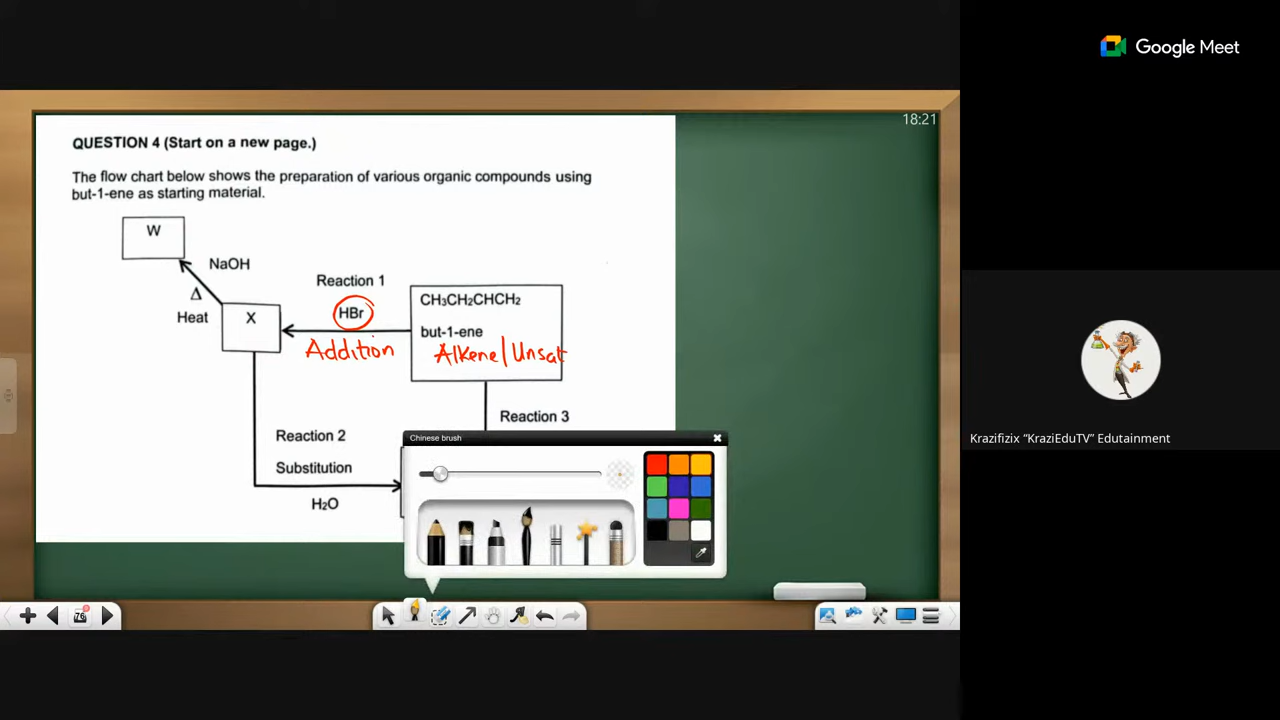 Google Meet
18:21
QUESTION 4 (Start on a new page.)
The flow chart below shows the preparation of various organic compounds using
but-1-ene as starting material.
W
NaOH
Δ
Heat
X
Reaction 1
HBr
Addition
CH₃CH₂CHCH₂
but-1-ene
Alkene/Unsat
Reaction 3
Reaction 2
Substitution
H₂O
Chinese brush
76
Krazifizix “KraziEduTV” Edutainment